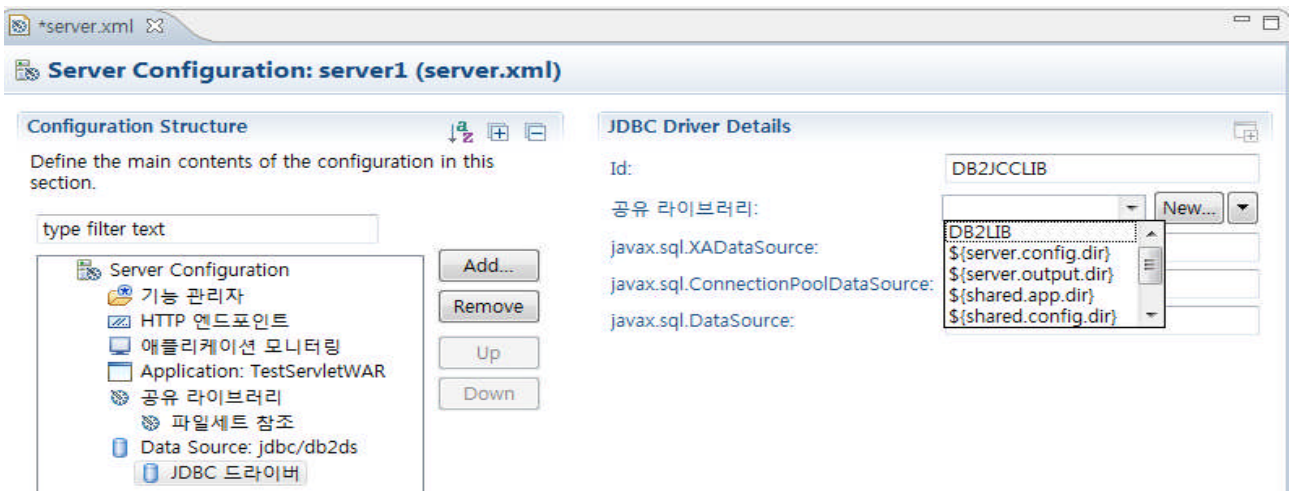 *server.xml
Server Configuration: server1 (server.xml)
Configuration Structure
Define the main contents of the configuration in this
section.
type filter text
Server Configuration
기능 관리자
HTTP 엔드포인트
애플리케이션 모니터링
Application: TestServletWAR
공유 라이브러리
파일세트 참조
Data Source: jdbc/db2ds
JDBC 드라이버
Add...
Remove
Up
Down
JDBC Driver Details
Id: DB2JCCLIB
공유 라이브러리: New...
DB2LIB
${server.config.dir}
${server.output.dir}
${shared.app.dir}
${shared.config.dir}
javax.sql.XADataSource:
javax.sql.ConnectionPoolDataSource:
javax.sql.DataSource: